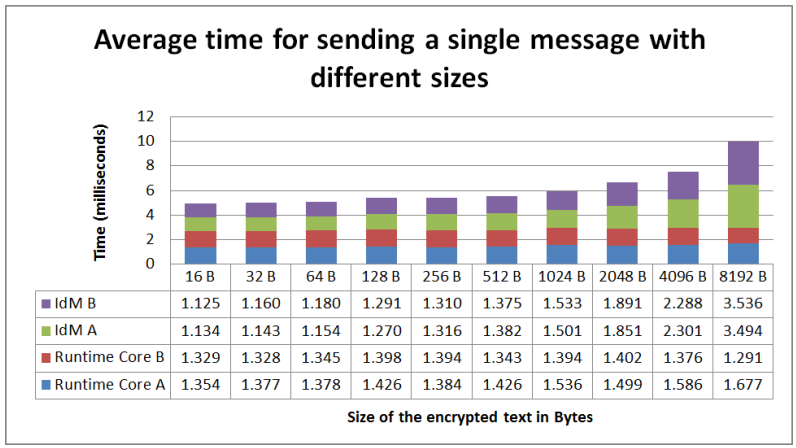 Average time for sending a single message with
different sizes
Time (milliseconds)
12
10
8
6
4
2
0
16 B 32 B 64 B 128 B 256 B 512 B 1024 B 2048 B 4096 B 8192 B
IdM B 1.125 1.160 1.180 1.291 1.310 1.375 1.533 1.891 2.288 3.536
IdM A 1.134 1.143 1.154 1.270 1.316 1.382 1.501 1.851 2.301 3.494
Runtime Core B 1.329 1.328 1.345 1.398 1.394 1.343 1.394 1.402 1.376 1.291
Runtime Core A 1.354 1.377 1.378 1.426 1.384 1.426 1.536 1.499 1.586 1.677
Size of the encrypted text in Bytes